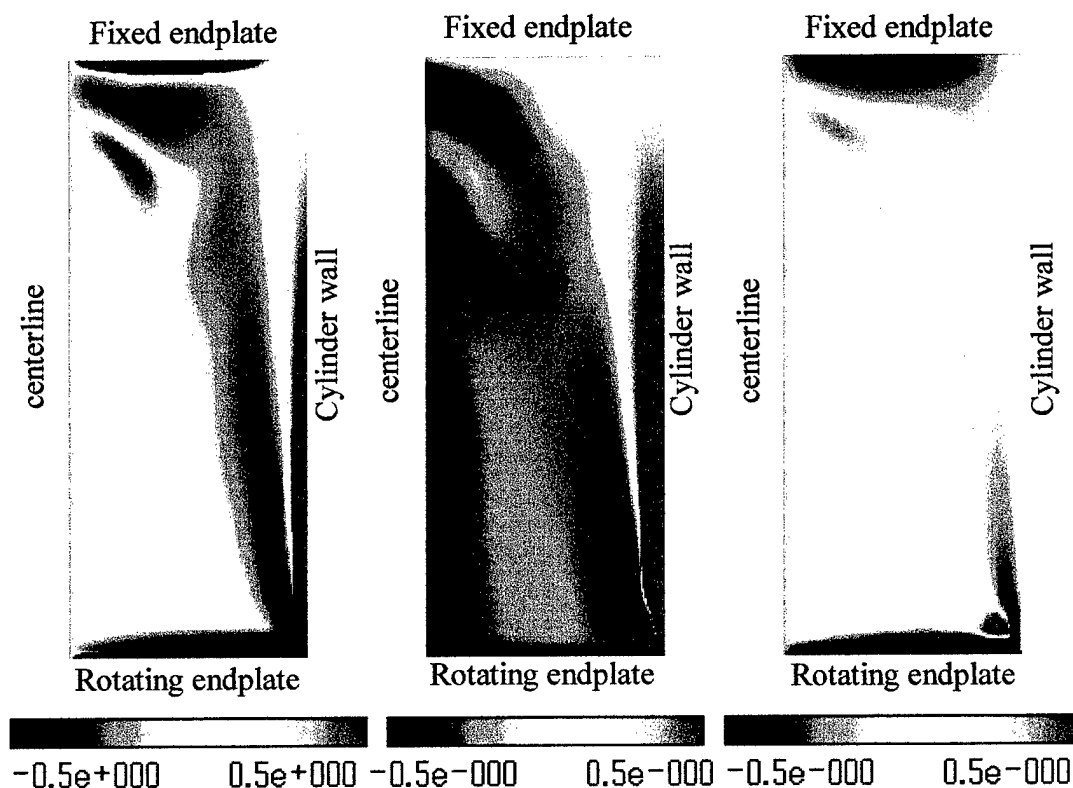 Fixed endplate
Fixed endplate
Fixed endplate
centerline
Cylinder wall
centerline
Cylinder wall
centerline
Cylinder wall
Rotating endplate
Rotating endplate
Rotating endplate
-0.5e+000 0.5e+000
-0.5e-000 0.5e-000
-0.5e-000 0.5e-000